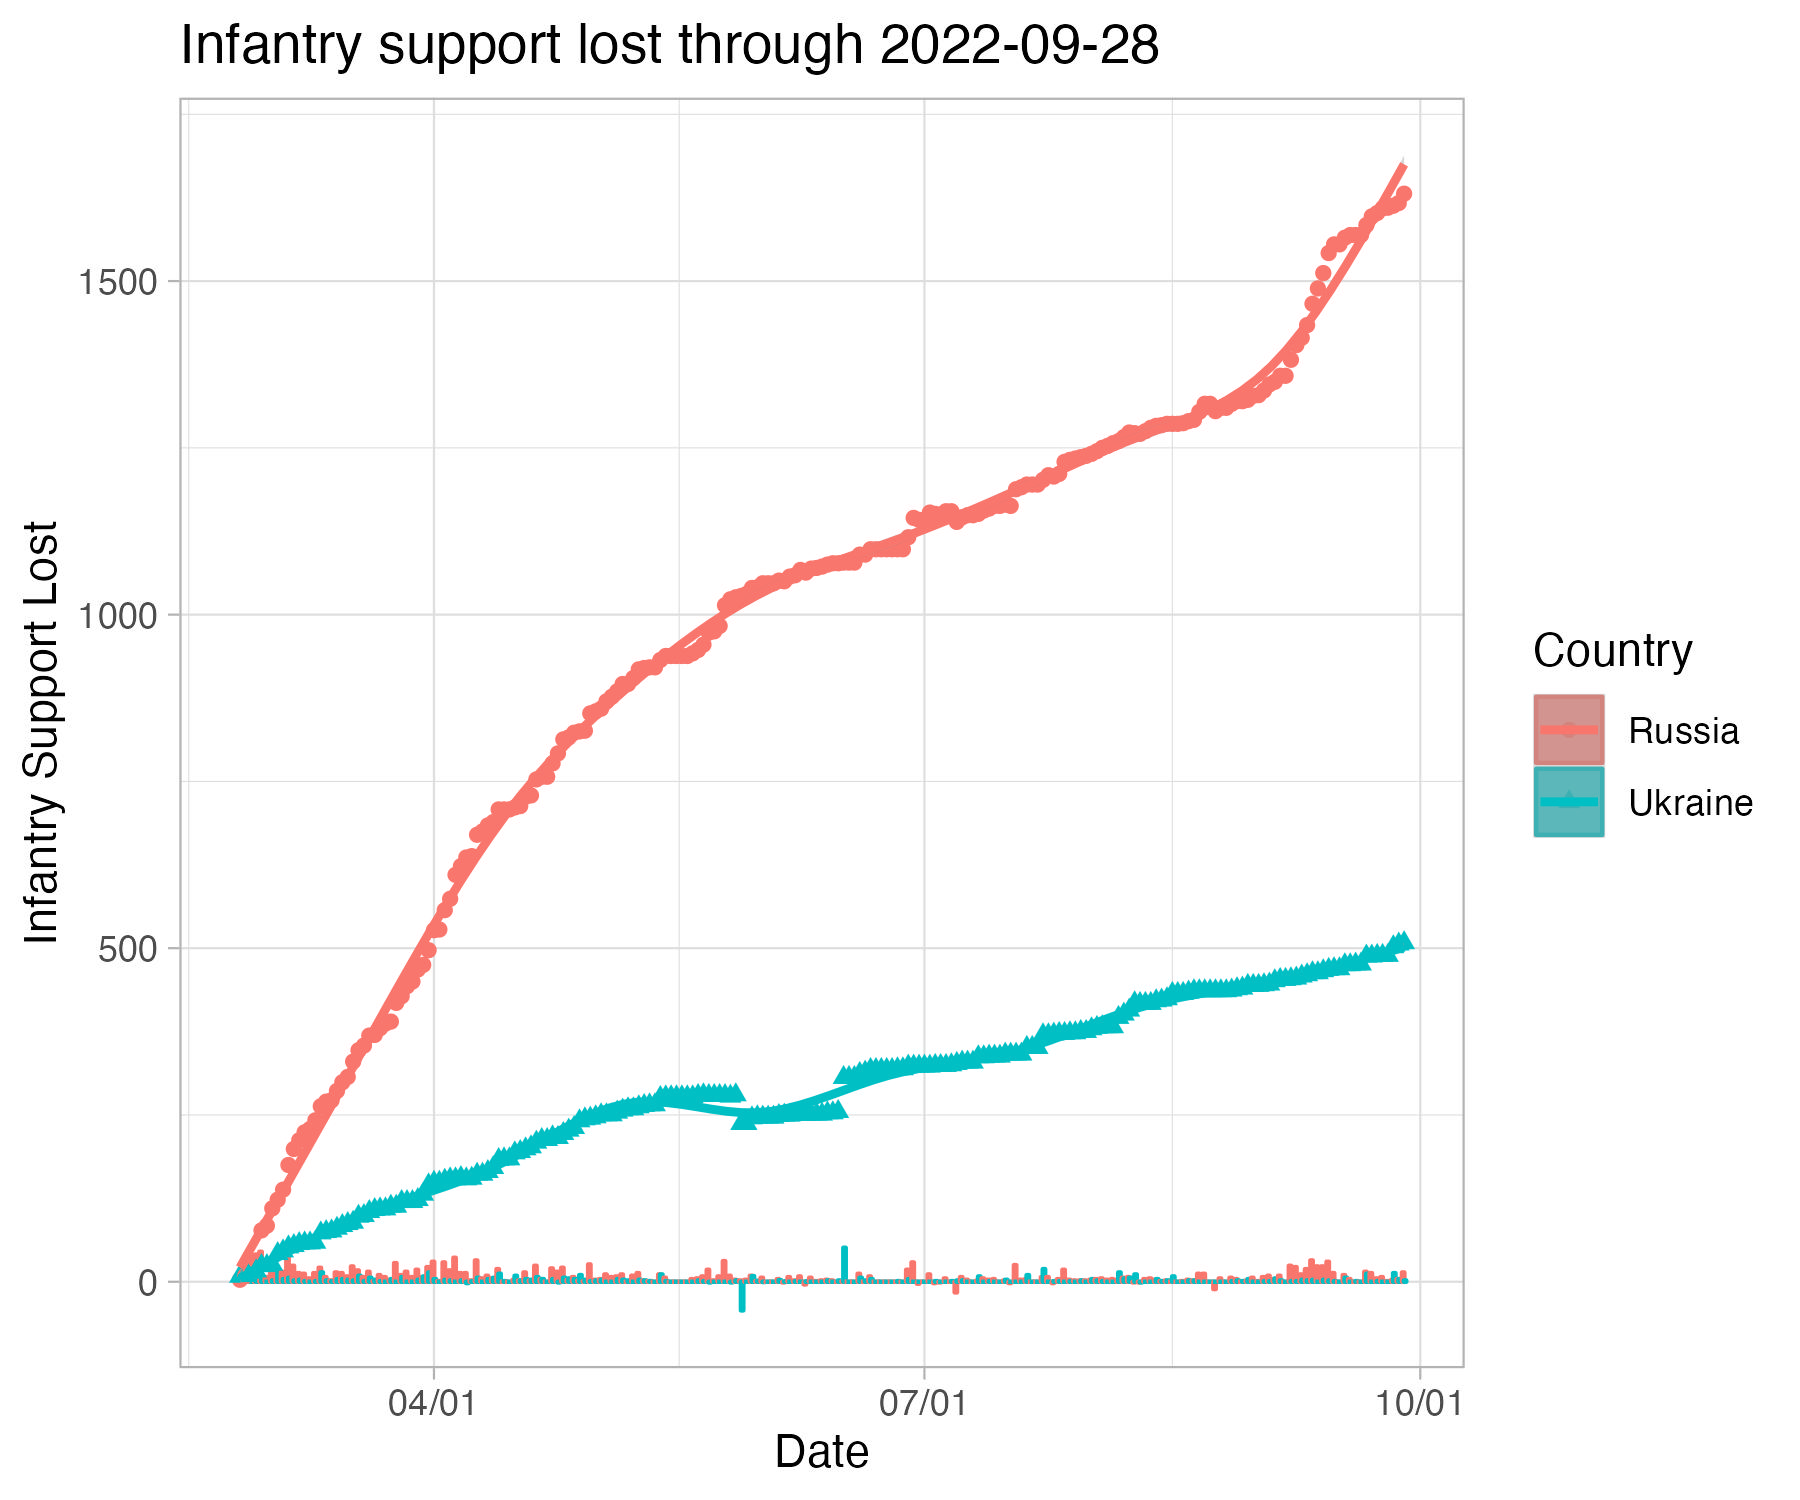 Infantry support lost through 2022-09-28
Infantry Support Lost
1500
1000
500
0
04/01
07/01
10/01
Date
Country
Russia
Ukraine